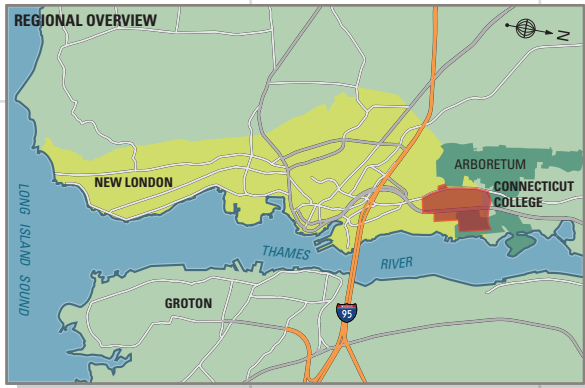 REGIONAL OVERVIEW
N
ARBORETUM
CONNECTICUT
COLLEGE
NEW LONDON
LONG ISLAND SOUND
THAMES
RIVER
GROTON
95